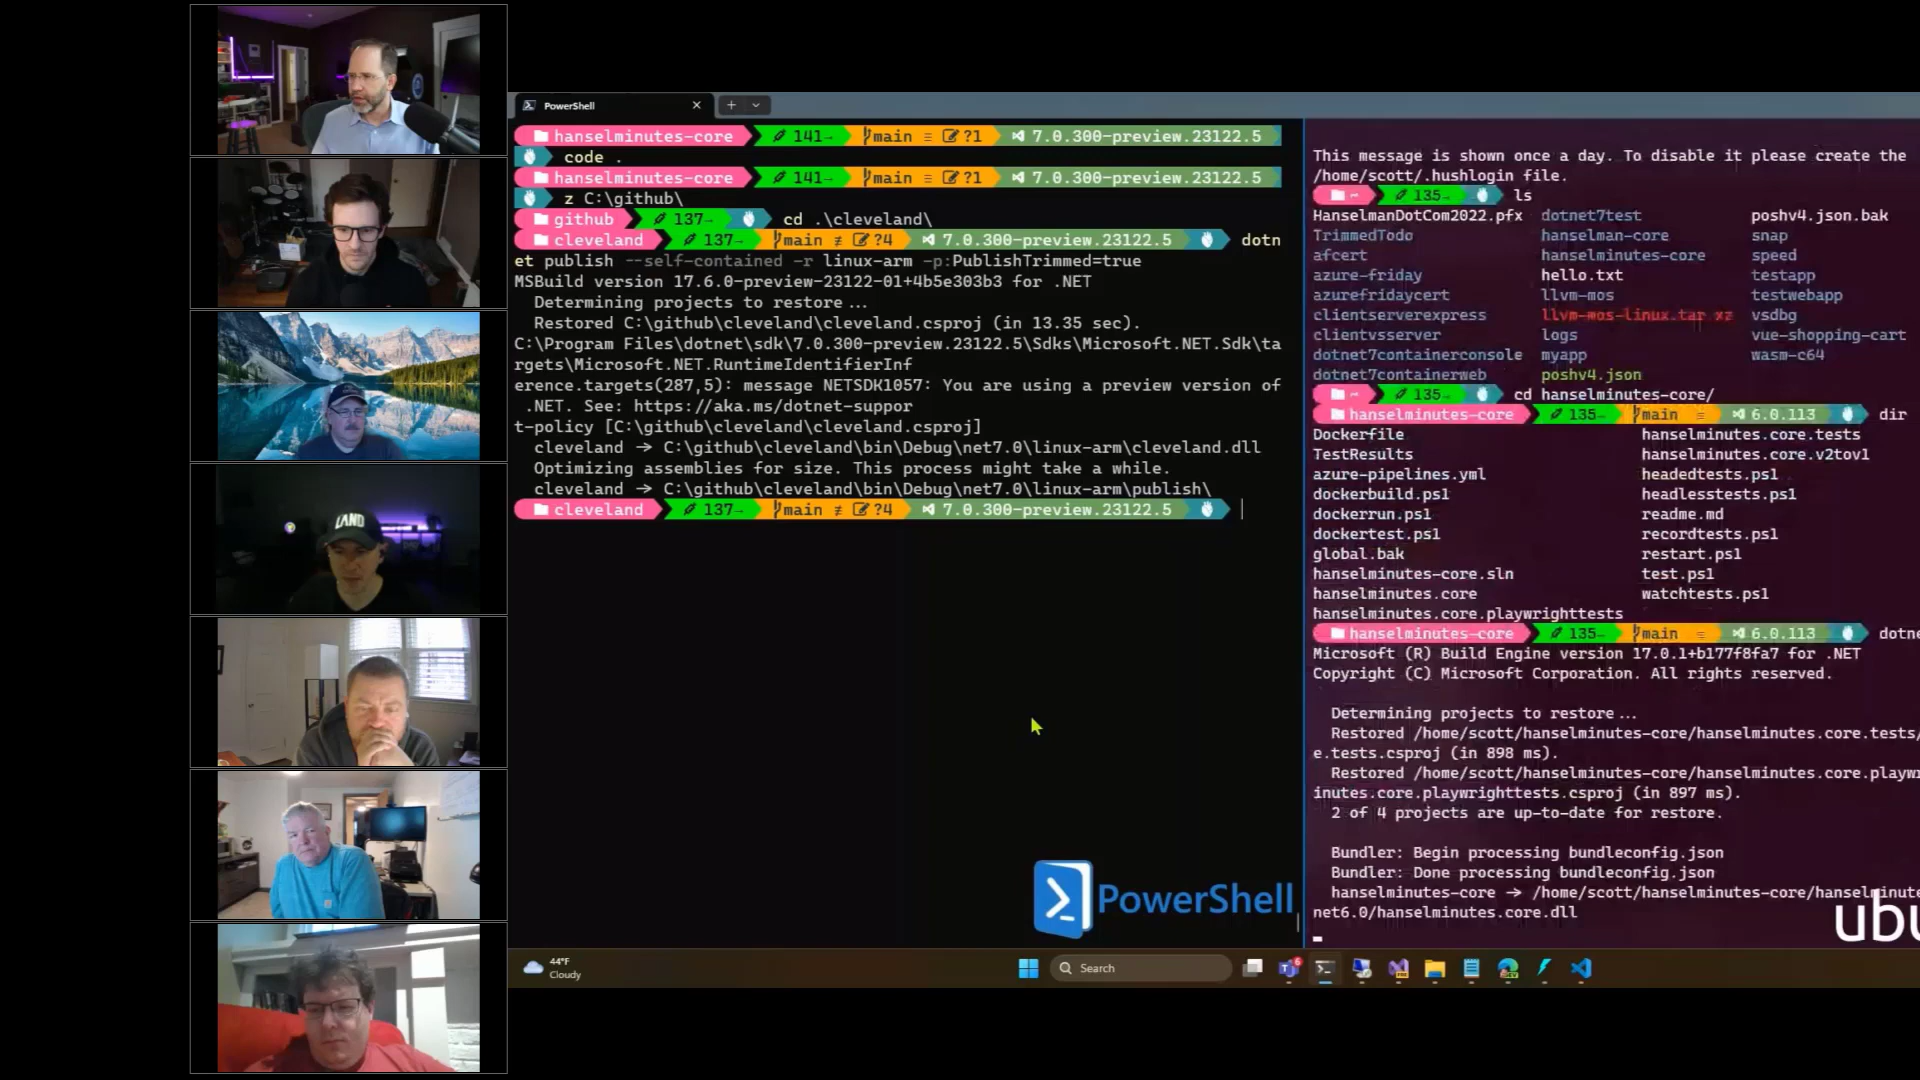 LAND
PowerShell
hanselminutes-core 141→ main ≡ ?1 7.0.300-preview.23122.5
code .
hanselminutes-core 141→ main ≡ ?1 7.0.300-preview.23122.5
z C:\github\
github 137→ cd .\cleveland\
cleveland 137→ main ≢ ?4 7.0.300-preview.23122.5 dotn
et publish --self-contained -r linux-arm -p:PublishTrimmed=true
MSBuild version 17.6.0-preview-23122-01+4b5e303b3 for .NET
Determining projects to restore...
Restored C:\github\cleveland\cleveland.csproj (in 13.35 sec).
C:\Program Files\dotnet\sdk\7.0.300-preview.23122.5\Sdks\Microsoft.NET.Sdk\ta
rgets\Microsoft.NET.RuntimeIdentifierInf
erence.targets(287,5): message NETSDK1057: You are using a preview version of
.NET. See: https://aka.ms/dotnet-suppor
t-policy [C:\github\cleveland\cleveland.csproj]
cleveland → C:\github\cleveland\bin\Debug\net7.0\linux-arm\cleveland.dll
Optimizing assemblies for size. This process might take a while.
cleveland → C:\github\cleveland\bin\Debug\net7.0\linux-arm\publish\
cleveland 137→ main ≢ ?4 7.0.300-preview.23122.5
PowerShell
This message is shown once a day. To disable it please create the
/home/scott/.hushlogin file.
~ 135→ ls
HanselmanDotCom2022.pfx dotnet7test poshv4.json.bak
TrimmedTodo hanselman-core snap
afcert hanselminutes-core speed
azure-friday hello.txt testapp
azurefridaycert llvm-mos testwebapp
clientserverexpress llvm-mos-linux.tar.xz vsdbg
clientvsserver logs vue-shopping-cart
dotnet7containerconsole myapp wasm-c64
dotnet7containerweb poshv4.json
~ 135→ cd hanselminutes-core/
hanselminutes-core 135→ main ≡ 6.0.113 dir
Dockerfile hanselminutes.core.tests
TestResults hanselminutes.core.v2tov1
azure-pipelines.yml headedtests.ps1
dockerbuild.ps1 headlesstests.ps1
dockerrun.ps1 readme.md
dockertest.ps1 recordtests.ps1
global.bak restart.ps1
hanselminutes-core.sln test.ps1
hanselminutes.core watchtests.ps1
hanselminutes.core.playwrighttests
hanselminutes-core 135→ main ≡ 6.0.113 dotne
Microsoft (R) Build Engine version 17.0.1+b177f8fa7 for .NET
Copyright (C) Microsoft Corporation. All rights reserved.
Determining projects to restore...
Restored /home/scott/hanselminutes-core/hanselminutes.core.tests/
e.tests.csproj (in 898 ms).
Restored /home/scott/hanselminutes-core/hanselminutes.core.playwr
inutes.core.playwrighttests.csproj (in 897 ms).
2 of 4 projects are up-to-date for restore.
Bundler: Begin processing bundleconfig.json
Bundler: Done processing bundleconfig.json
hanselminutes-core → /home/scott/hanselminutes-core/hanselminute
net6.0/hanselminutes.core.dll
ubu
44°F
Cloudy
Search
6